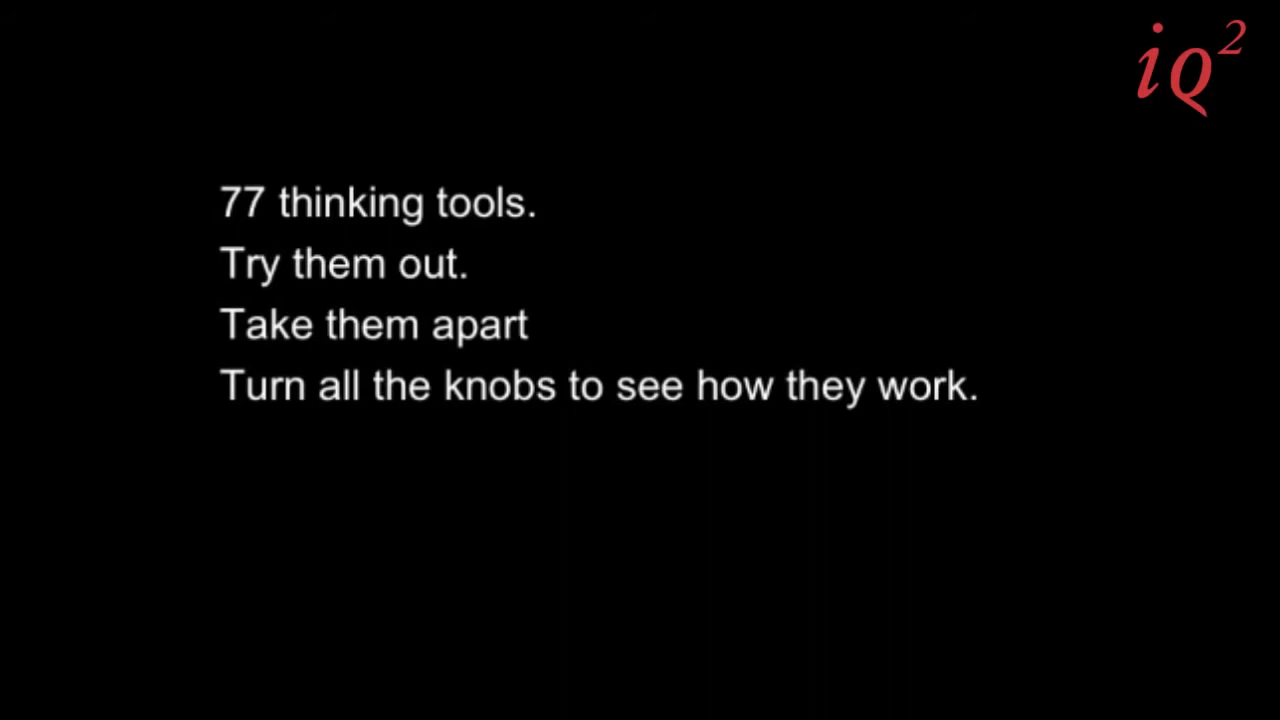 iq²
77 thinking tools.
Try them out.
Take them apart
Turn all the knobs to see how they work.